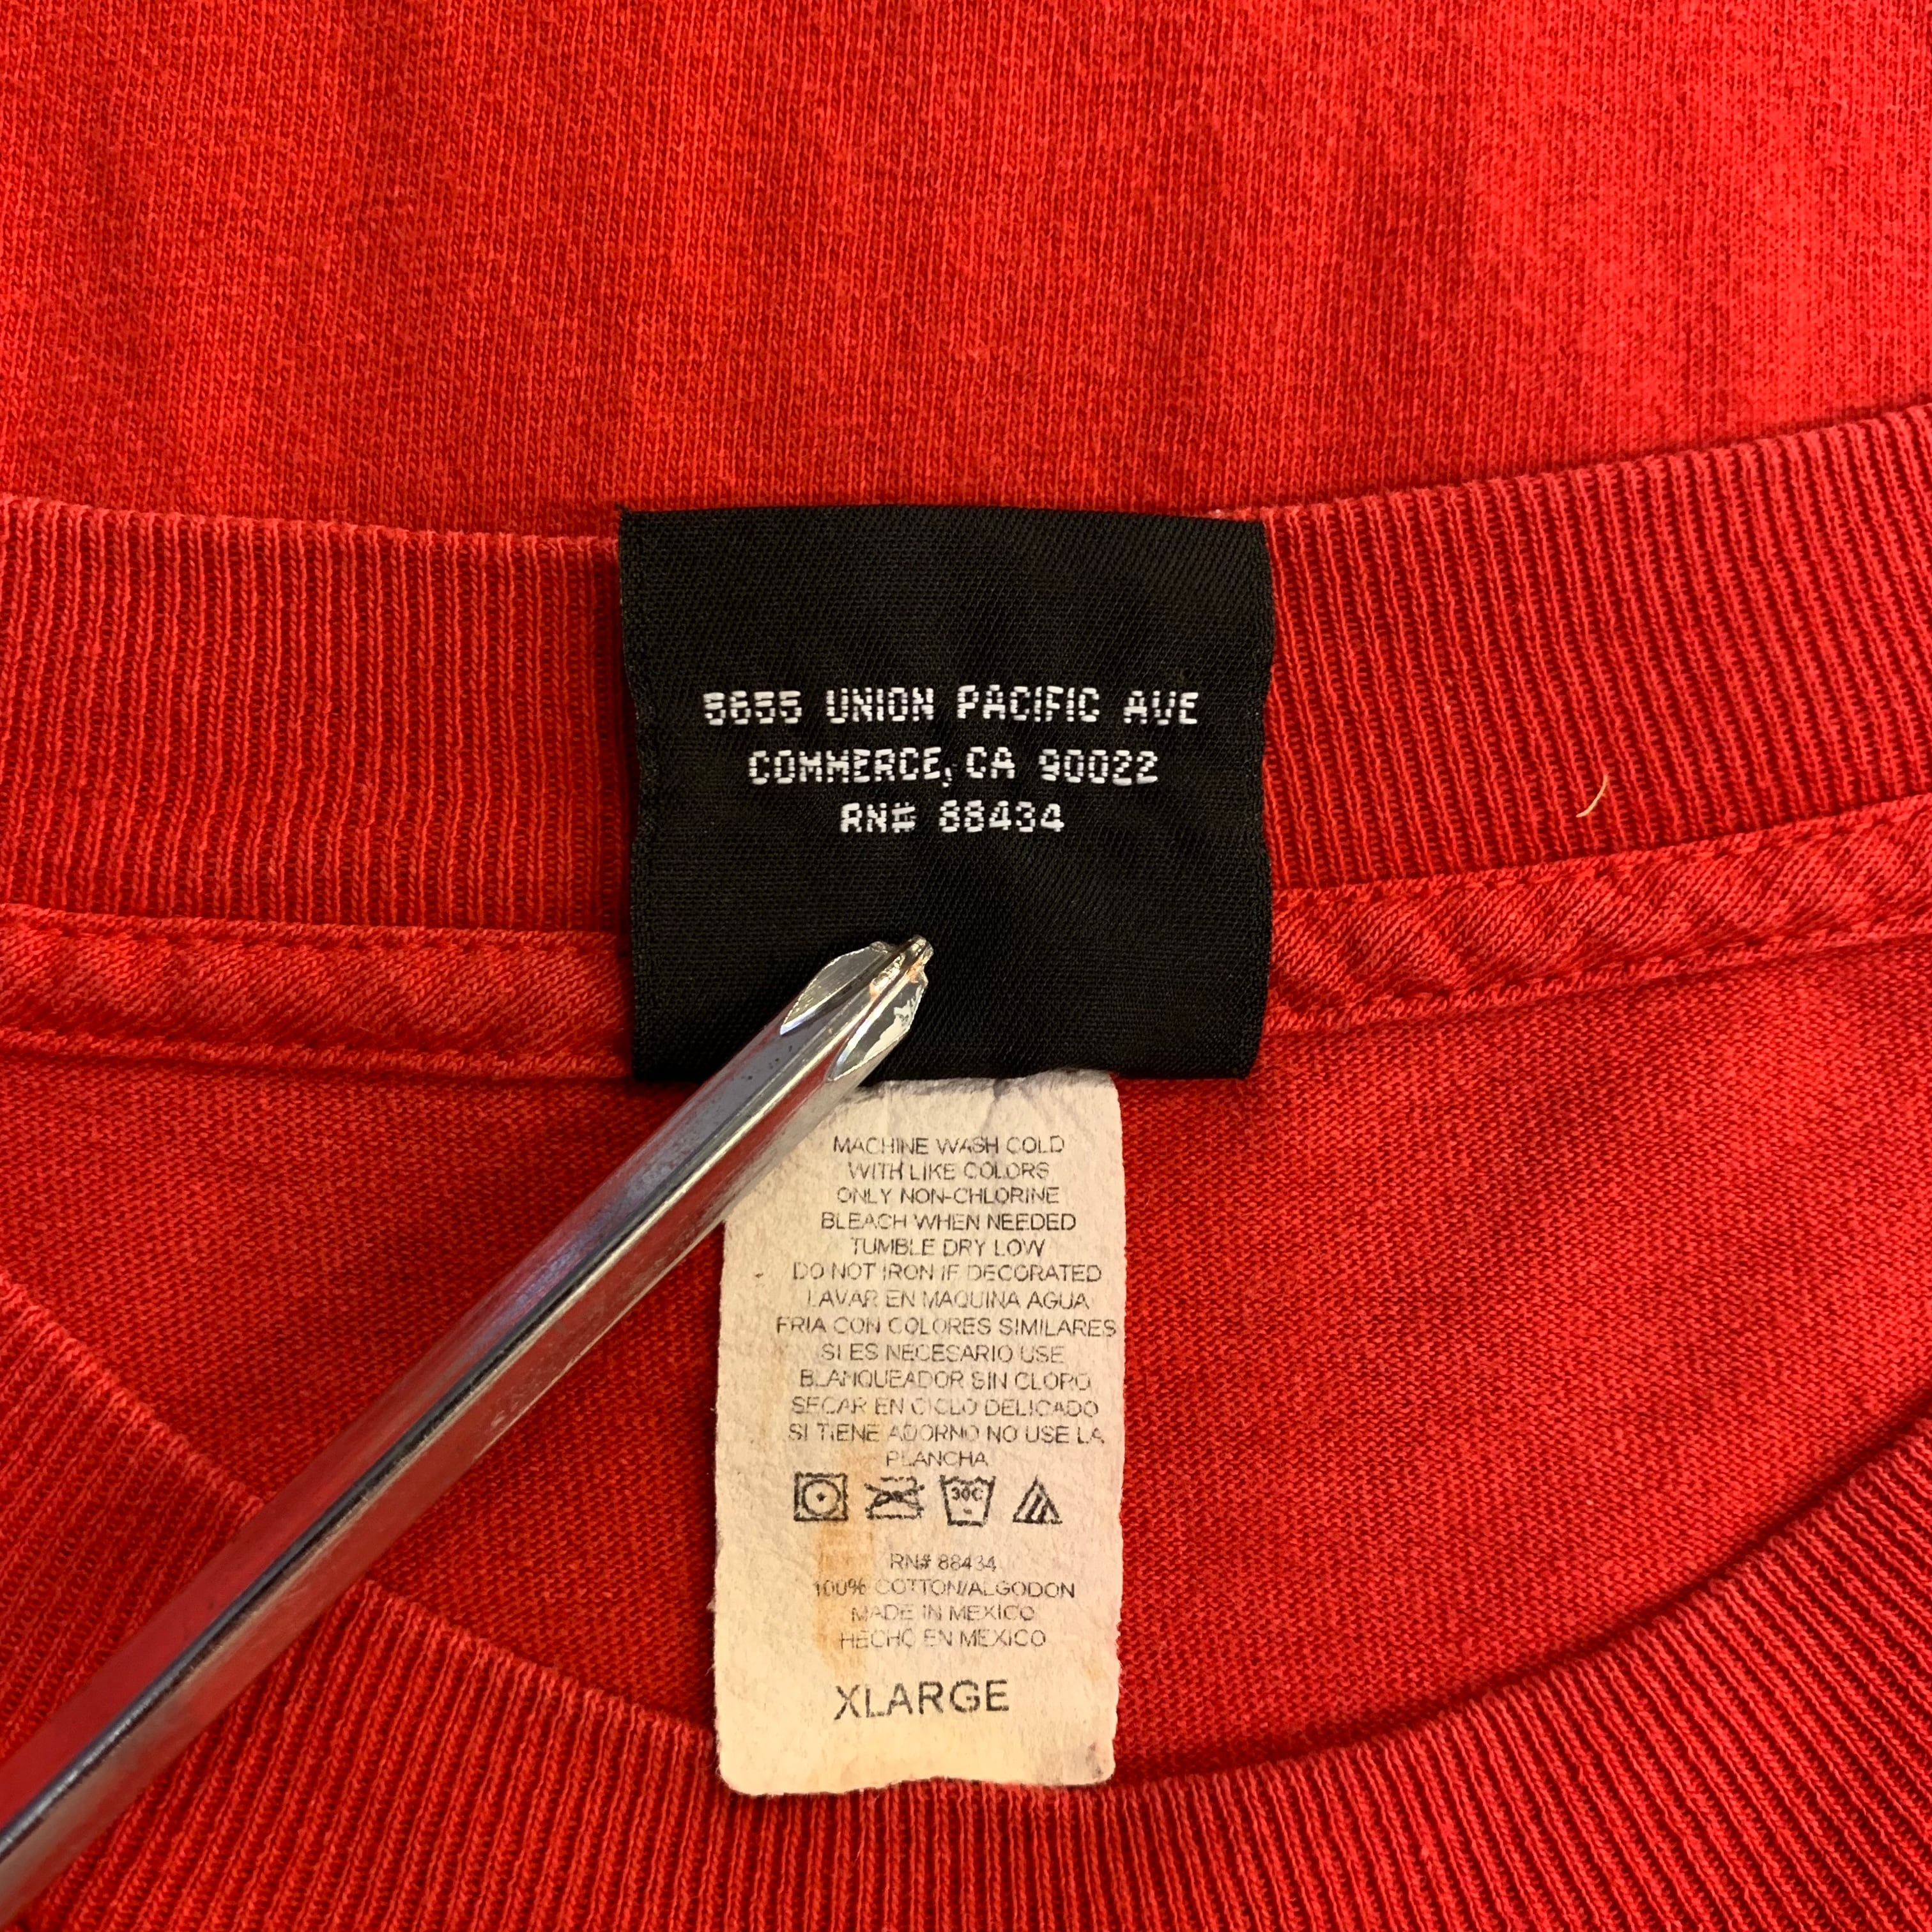 5655 UNION PACIFIC AVE
COMMERCE, CA 90022
RN# 88434
MACHINE WASH COLD
WITH LIKE COLORS
ONLY NON-CHLORINE
BLEACH WHEN NEEDED
TUMBLE DRY LOW
DO NOT IRON IF DECORATED
LAVAR EN MAQUINA AGUA
FRIA CON COLORES SIMILARES
SI ES NECESARIO USE
BLANQUEADOR SIN CLORO
SECAR EN CICLO DELICADO
SI TIENE ADORNO NO USE LA
PLANCHA
30C
RN# 88434
100% COTTON/ALGODON
MADE IN MEXICO
HECHO EN MEXICO
XLARGE